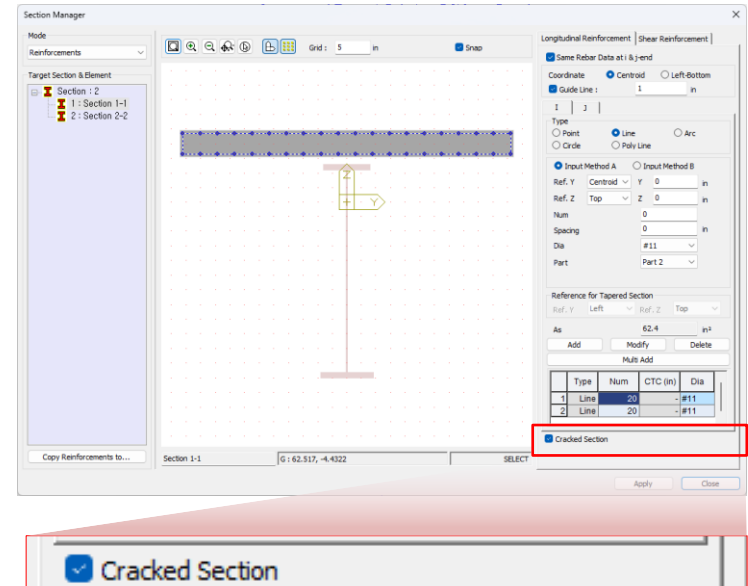 Section Manager
Mode
Reinforcements
Target Section & Element
Section : 2
1 : Section 1-1
2 : Section 2-2
Copy Reinforcements to...
Grid : 5 in
Snap
Z
Y
Section 1-1
G : 62.517, -4.4322
SELECT
Longitudinal Reinforcement
Shear Reinforcement
Same Rebar Data at i & j-end
Coordinate
Centroid
Left-Bottom
Guide Line :
1
in
I
J
Type
Point
Line
Arc
Circle
Poly Line
Input Method A
Input Method B
Ref. Y Centroid Y 0 in
Ref. Z Top Z 0 in
Num 0
Spacing 0 in
Dia #11
Part Part 2
Reference for Tapered Section
Ref. Y Left Ref. Z Top
As 62.4 in²
Add Modify Delete
Multi Add
Type Num CTC (in) Dia
1 Line 20 - #11
2 Line 20 - #11
Cracked Section
Apply Close
Cracked Section